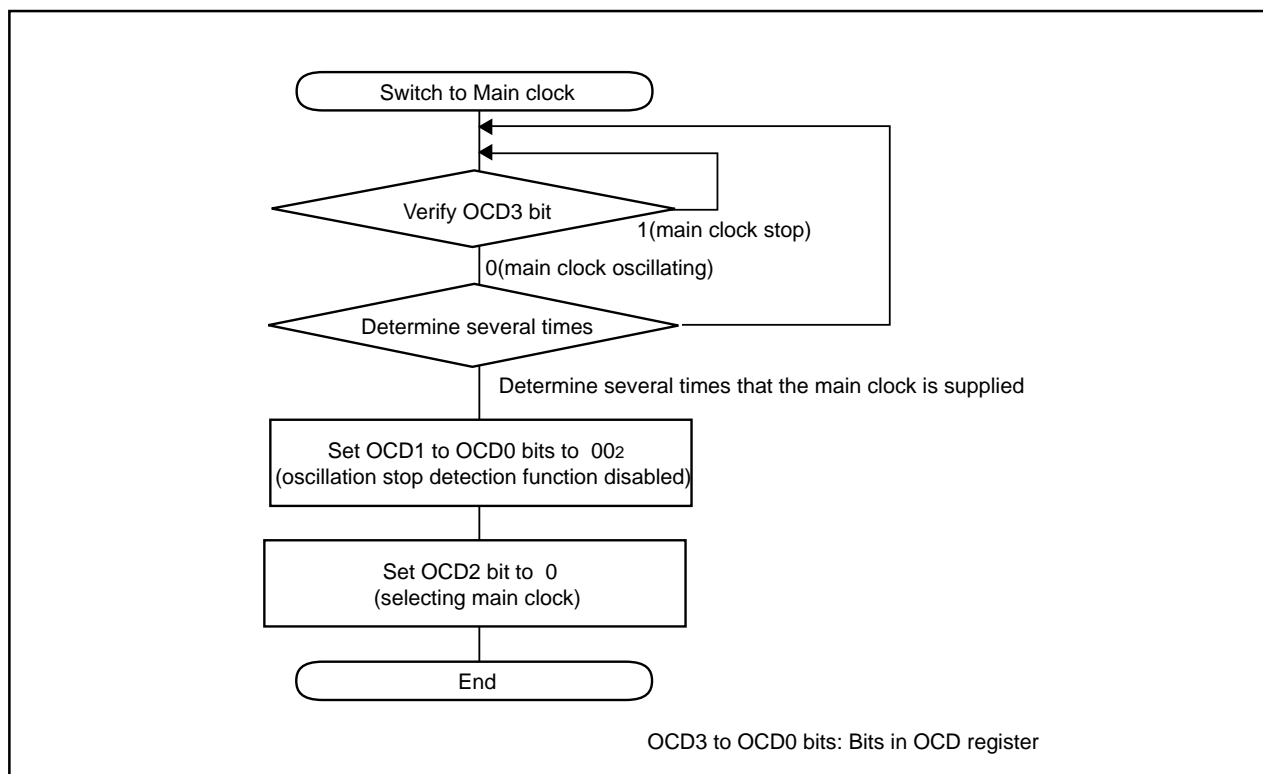 Switch to Main clock
Verify OCD3 bit
1(main clock stop)
0(main clock oscillating)
Determine several times
Determine several times that the main clock is supplied
Set OCD1 to OCD0 bits to 002
(oscillation stop detection function disabled)
Set OCD2 bit to 0
(selecting main clock)
End
OCD3 to OCD0 bits: Bits in OCD register